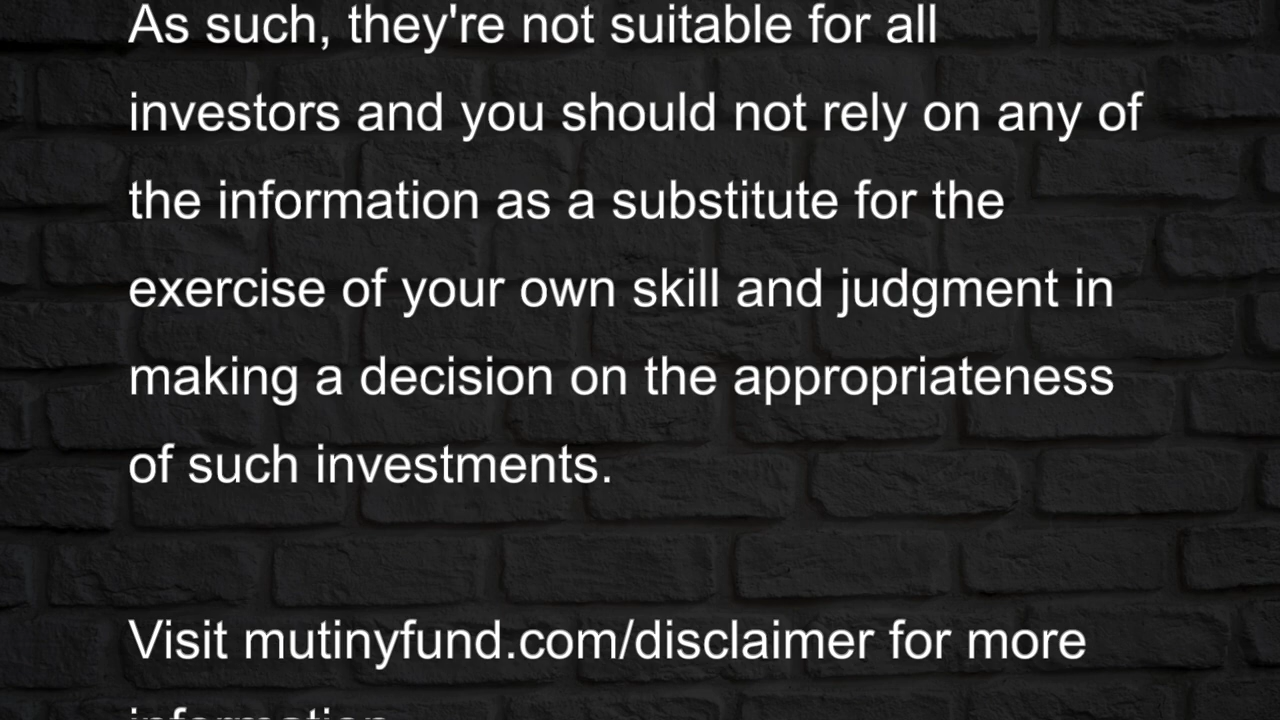 As such, they're not suitable for all
investors and you should not rely on any of
the information as a substitute for the
exercise of your own skill and judgment in
making a decision on the appropriateness
of such investments.
Visit mutinyfund.com/disclaimer for more
information